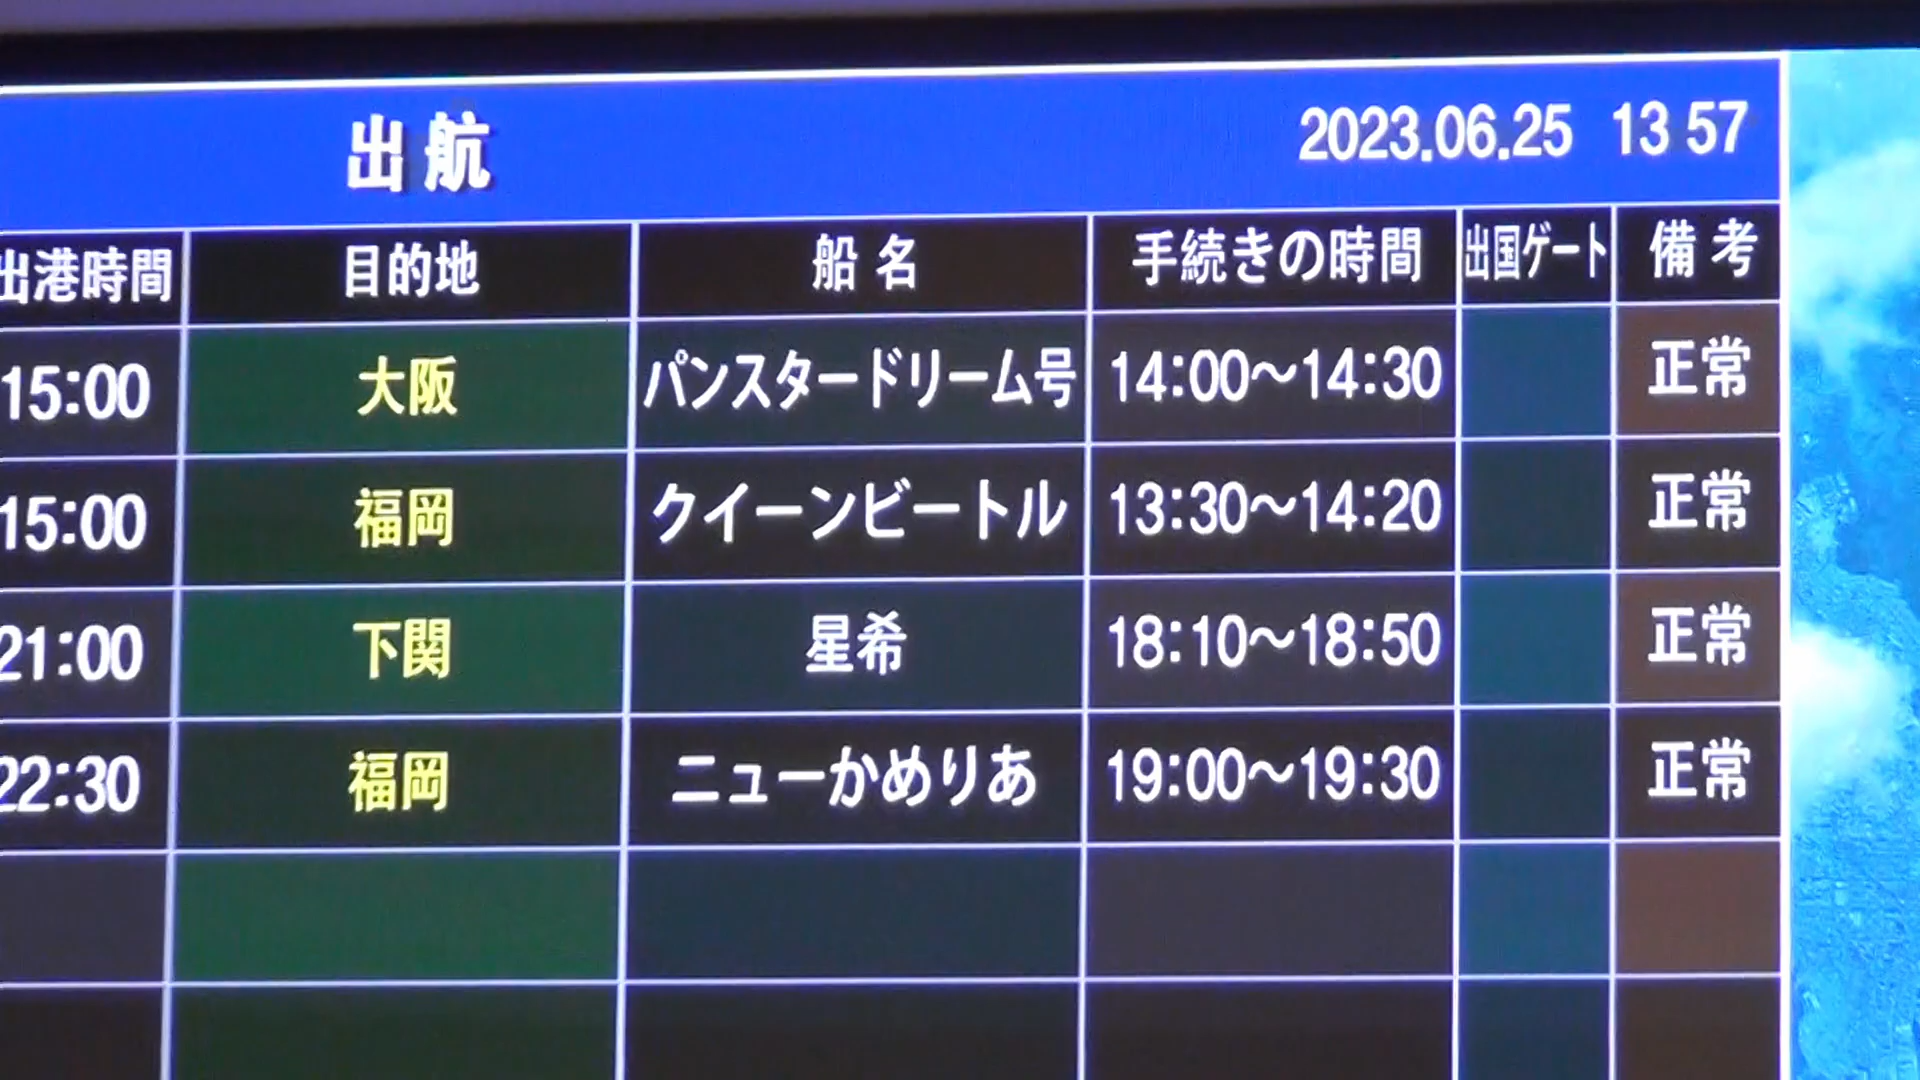 出航 2023.06.25 13 57
出港時間 目的地 船名 手続きの時間 出国ゲート 備考
15:00 大阪 パンスタードリーム号 14:00～14:30 正常
15:00 福岡 クイーンビートル 13:30～14:20 正常
21:00 下関 星希 18:10～18:50 正常
22:30 福岡 ニューかめりあ 19:00～19:30 正常